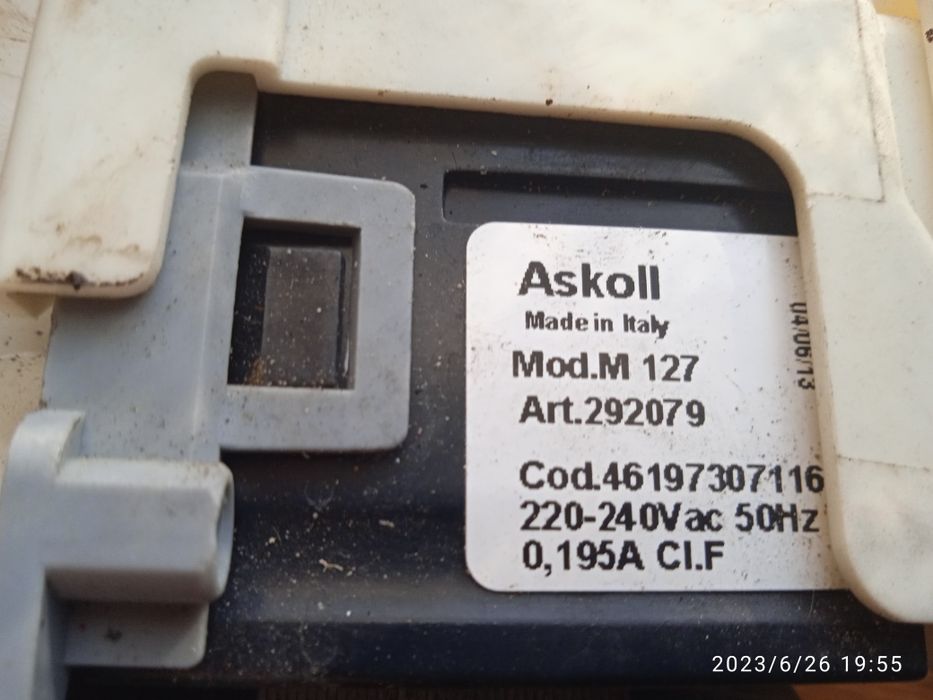 Askoll
Made in Italy
Mod.M 127
Art.292079
Cod.46197307116
220-240Vac 50Hz
0,195A Cl.F
04/06/13
2023/6/26 19:55